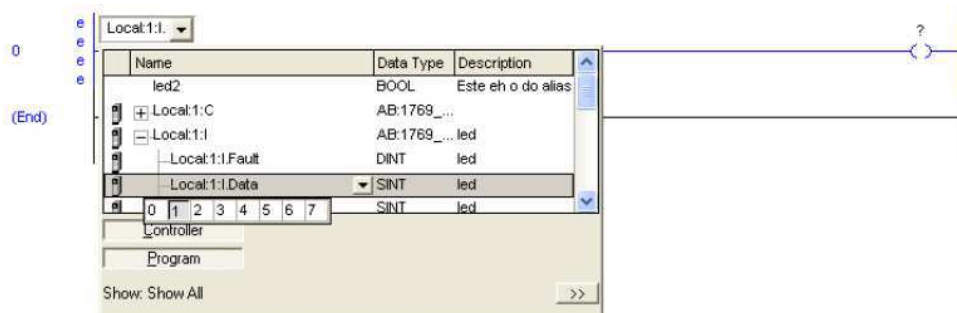 e
Local:1:I.
?
e
0
e
e
Name Data Type Description
led2 BOOL Este eh o do alias
(End)
Local:1:C AB:1769_...
Local:1:I AB:1769_... led
Local:1:I.Fault DINT led
Local:1:I.Data SINT led
SINT led
0 1 2 3 4 5 6 7
Controller
Program
Show: Show All >>